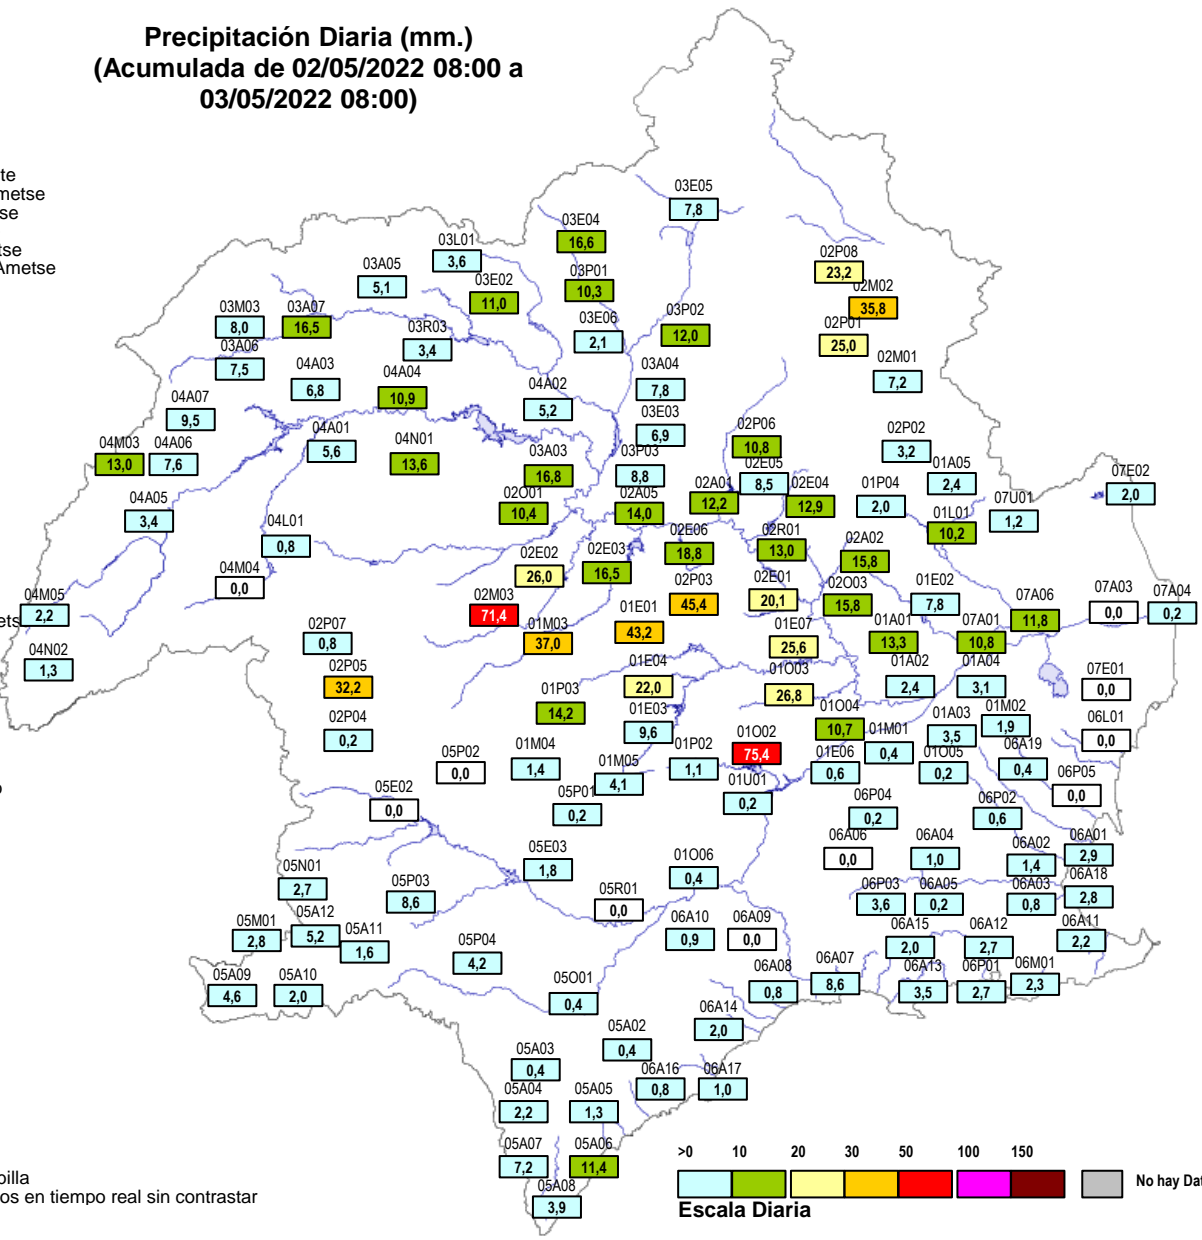 Precipitación Diaria (mm.)
(Acumulada de 02/05/2022 08:00 a
03/05/2022 08:00)
te
metse
se
tse
Ametse
03E05
7,8
03E04
16,6
03L01
3,6
02P08
23,2
03A05
5,1
03E02
11,0
03P01
10,3
02M02
35,8
03M03
8,0
03A07
16,5
03R03
3,4
03E06
2,1
03P02
12,0
02P01
25,0
03A06
7,5
04A03
6,8
04A04
10,9
03A04
7,8
02M01
7,2
04A07
9,5
04A02
5,2
03E03
6,9
04M03
13,0
04A06
7,6
04A01
5,6
04N01
13,6
03A03
16,8
03P03
8,8
02P06
10,8
02P02
3,2
02E05
8,5
01A05
2,4
07E02
2,0
04A05
3,4
02O01
10,4
02A05
14,0
02A01
12,2
02E04
12,9
01P04
2,0
01L01
10,2
07U01
1,2
04L01
0,8
02E06
18,8
02R01
13,0
02A02
15,8
04M04
0,0
02E02
26,0
02E03
16,5
04M05
2,2
ets
02M03
71,4
02P03
45,4
02E01
20,1
02O03
15,8
01E02
7,8
07A03
0,0
07A04
0,2
07A06
11,8
02P07
0,8
01M03
37,0
01E01
43,2
01E07
25,6
01A01
13,3
07A01
10,8
04N02
1,3
02P05
32,2
01E04
22,0
01O03
26,8
01A02
2,4
01A04
3,1
07E01
0,0
01P03
14,2
01E03
9,6
01O04
10,7
01A03
3,5
01M02
1,9
02P04
0,2
06L01
0,0
05P02
0,0
01M04
1,4
01M05
4,1
01P02
1,1
01O02
75,4
01E06
0,6
01M01
0,4
01O05
0,2
06A19
0,4
06P05
0,0
05E02
0,0
05P01
0,2
01U01
0,2
06P04
0,2
06P02
0,6
05E03
1,8
01O06
0,4
06A06
0,0
06A04
1,0
06A02
1,4
06A01
2,9
05N01
2,7
05P03
8,6
05R01
0,0
06P03
3,6
06A05
0,2
06A03
0,8
06A18
2,8
05M01
2,8
05A12
5,2
05A11
1,6
05P04
4,2
06A10
0,9
06A09
0,0
06A15
2,0
06A12
2,7
06A11
2,2
05A09
4,6
05A10
2,0
05O01
0,4
06A08
0,8
06A07
8,6
06A13
3,5
06P01
2,7
06M01
2,3
06A14
2,0
05A02
0,4
05A03
0,4
06A16
0,8
06A17
1,0
05A04
2,2
05A05
1,3
05A07
7,2
05A06
11,4
05A08
3,9
oilla
os en tiempo real sin contrastar
>0 10 20 30 50 100 150
No hay Dat
Escala Diaria